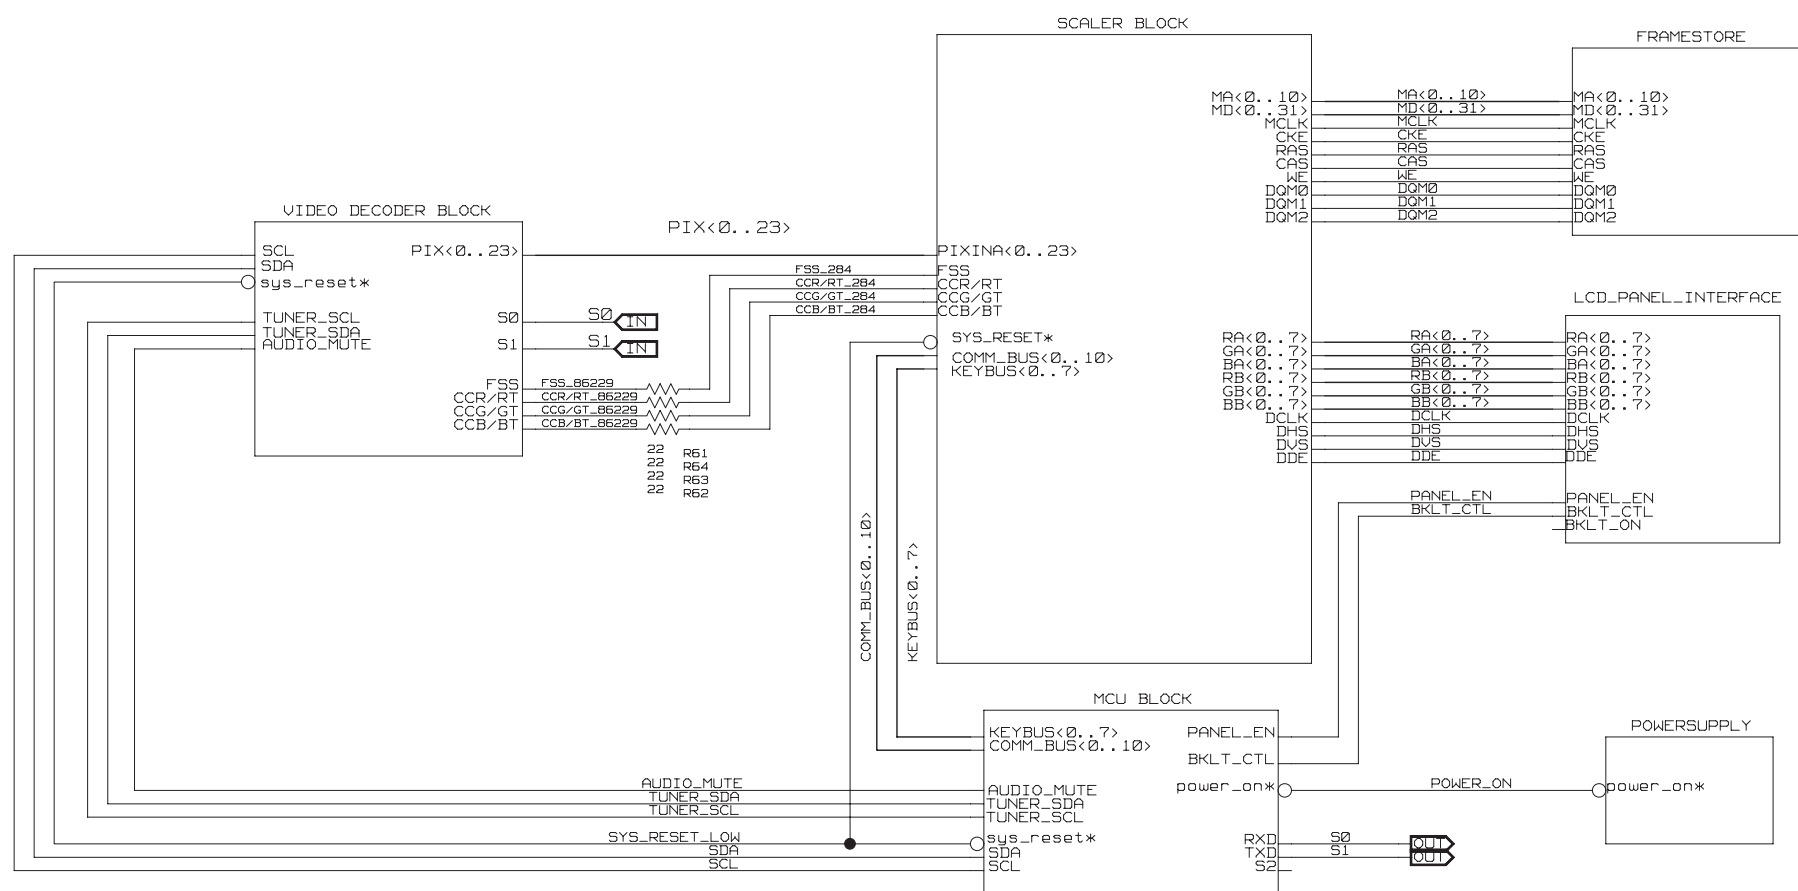 SCALER BLOCK
MA<0..10>
MD<0..31>
MCLK
CKE
RAS
CAS
WE
DQM0
DQM1
DQM2
MA<0..10>
MD<0..31>
MCLK
CKE
RAS
CAS
WE
DQM0
DQM1
DQM2
FRAMESTORE
MA<0..10>
MD<0..31>
MCLK
CKE
RAS
CAS
WE
DQM0
DQM1
DQM2
VIDEO DECODER BLOCK
SCL
SDA
sys_reset*
TUNER_SCL
TUNER_SDA
AUDIO_MUTE
PIX<0..23>
S0
S1
FSS
CCR/RT
CCG/GT
CCB/BT
PIX<0..23>
S0
IN
S1
IN
FSS_86229
CCR/RT_86229
CCG/GT_86229
CCB/BT_86229
22 R61
22 R64
22 R63
22 R62
FSS_284
CCR/RT_284
CCG/GT_284
CCB/BT_284
PIXINA<0..23>
FSS
CCR/RT
CCG/GT
CCB/BT
SYS_RESET*
COMM_BUS<0..10>
KEYBUS<0..7>
RA<0..7>
GA<0..7>
BA<0..7>
RB<0..7>
GB<0..7>
BB<0..7>
DCLK
DHS
DVS
DDE
RA<0..7>
GA<0..7>
BA<0..7>
RB<0..7>
GB<0..7>
BB<0..7>
DCLK
DHS
DVS
DDE
PANEL_EN
BKLT_CTL
LCD_PANEL_INTERFACE
RA<0..7>
GA<0..7>
BA<0..7>
RB<0..7>
GB<0..7>
BB<0..7>
DCLK
DHS
DVS
DDE
PANEL_EN
BKLT_CTL
BKLT_ON
COMM_BUS<0..10>
KEYBUS<0..7>
MCU BLOCK
KEYBUS<0..7>
COMM_BUS<0..10>
AUDIO_MUTE
TUNER_SDA
TUNER_SCL
sys_reset*
SDA
SCL
PANEL_EN
BKLT_CTL
power_on*
RXD
TXD
S2
AUDIO_MUTE
TUNER_SDA
TUNER_SCL
SYS_RESET_LOW
SDA
SCL
POWER_ON
S0
OUT
S1
OUT
POWERSUPPLY
power_on*